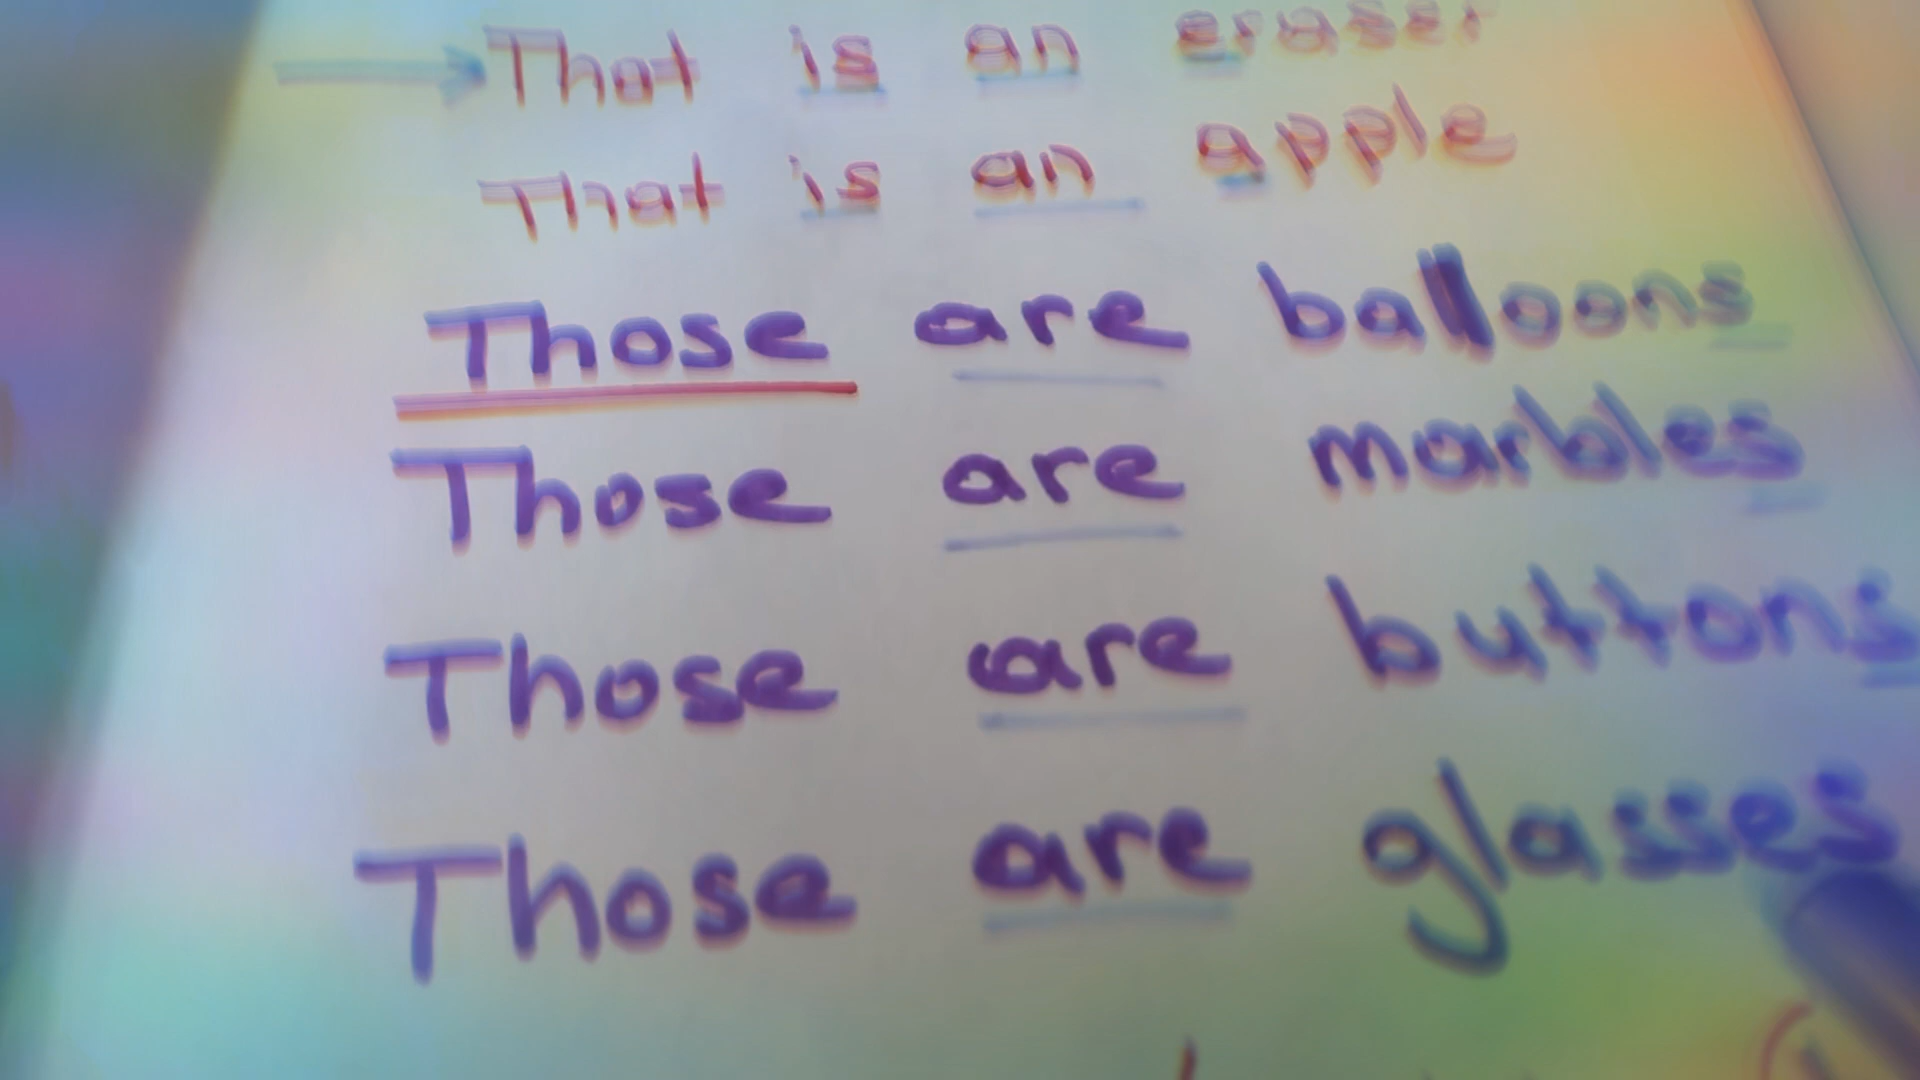 That is an eraser
That is an apple
Those are balloons
Those are marbles
Those are buttons
Those are glasses